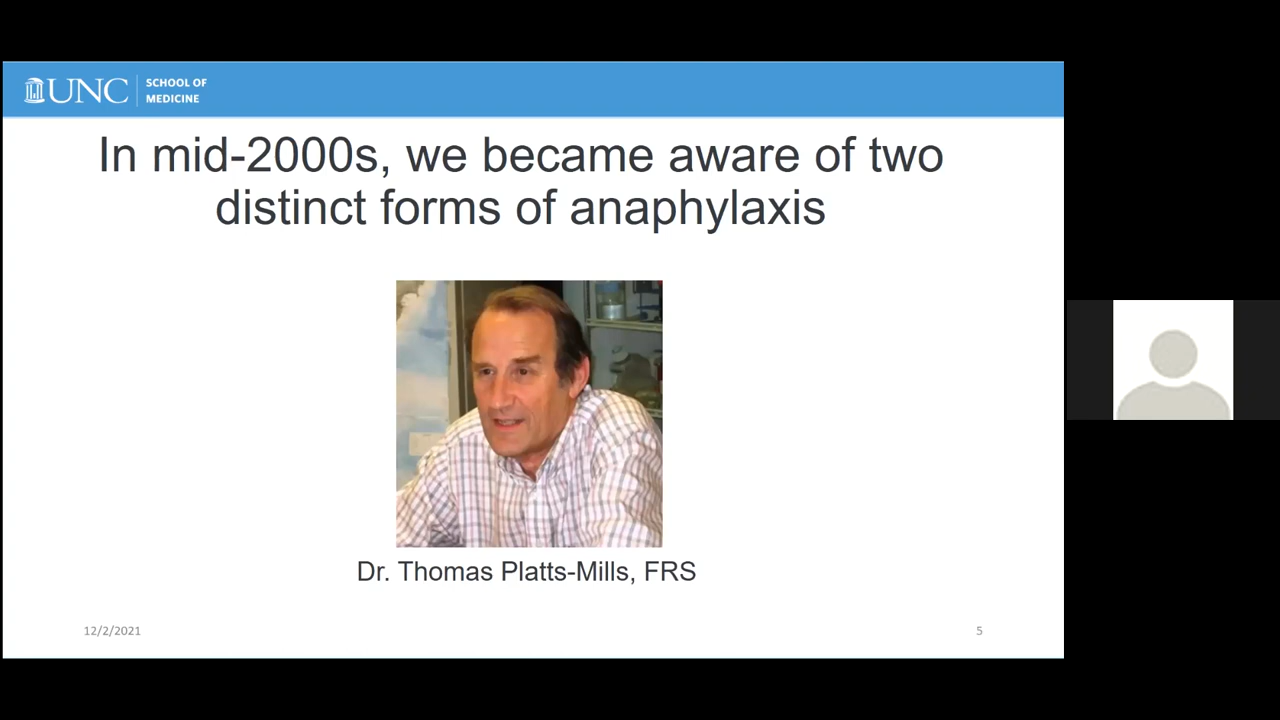 UNC
SCHOOL OF
MEDICINE
In mid-2000s, we became aware of two
distinct forms of anaphylaxis
Dr. Thomas Platts-Mills, FRS
12/2/2021
5